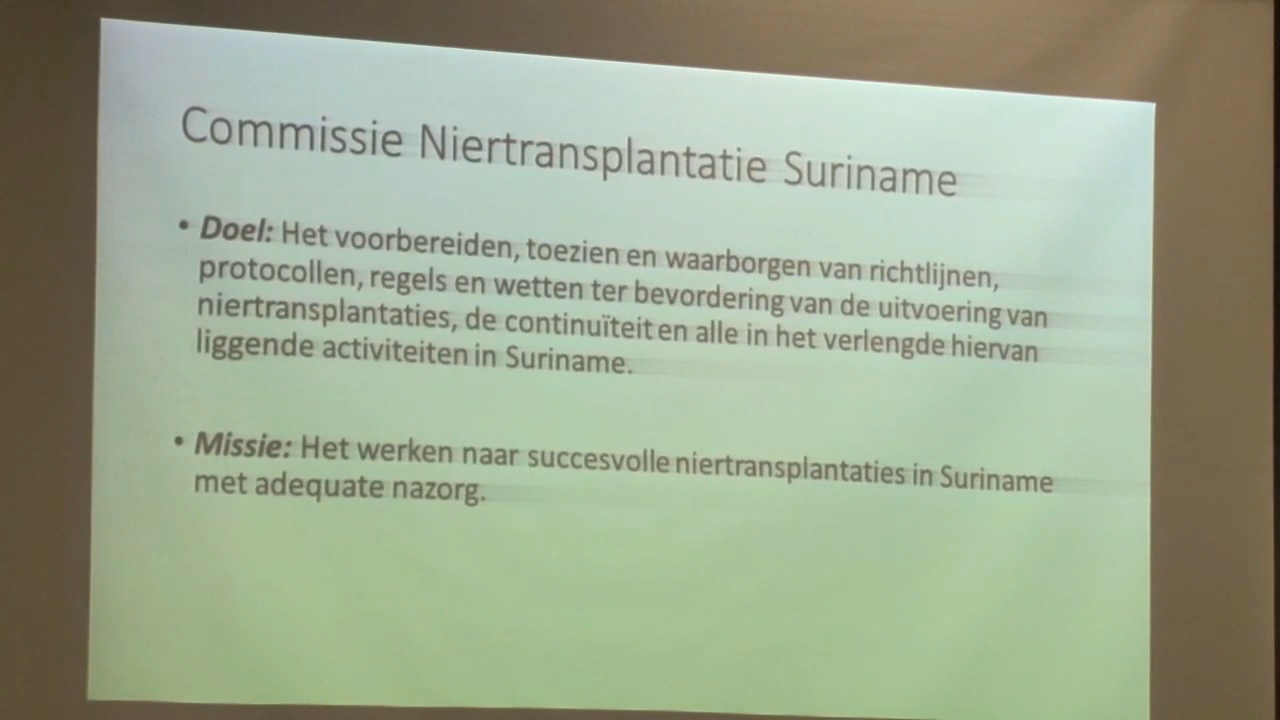 Commissie Niertransplantatie Suriname
• Doel: Het voorbereiden, toezien en waarborgen van richtlijnen,
protocollen, regels en wetten ter bevordering van de uitvoering van
niertransplantaties, de continuïteit en alle in het verlengde hiervan
liggende activiteiten in Suriname.
• Missie: Het werken naar succesvolle niertransplantaties in Suriname
met adequate nazorg.